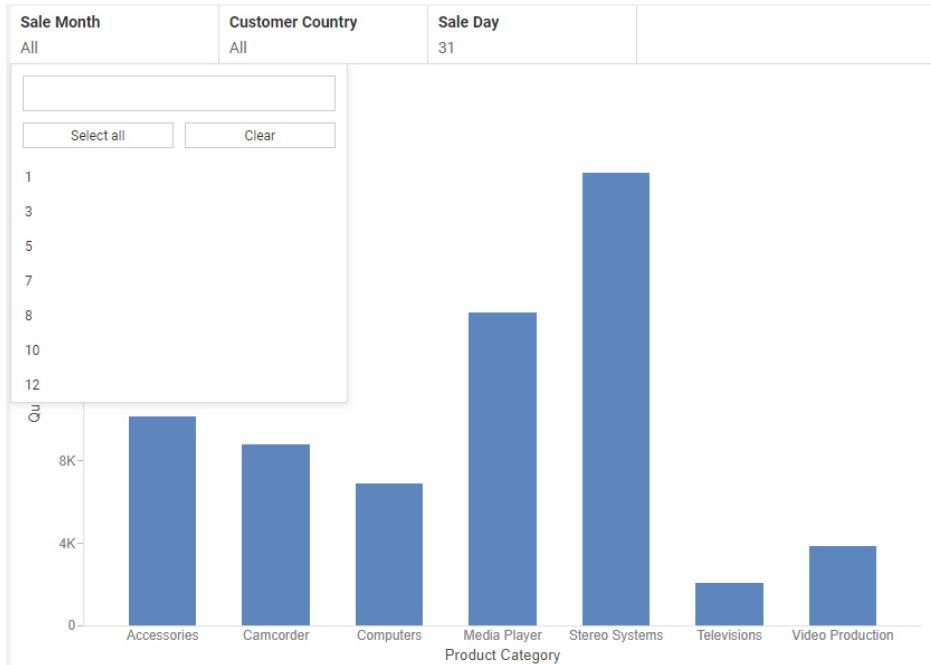 Sale Month
All
Customer Country
All
Sale Day
31
Select all
Clear
1
3
5
7
8
10
12
Qu
8K
4K
0
Accessories
Camcorder
Computers
Media Player
Stereo Systems
Televisions
Video Production
Product Category